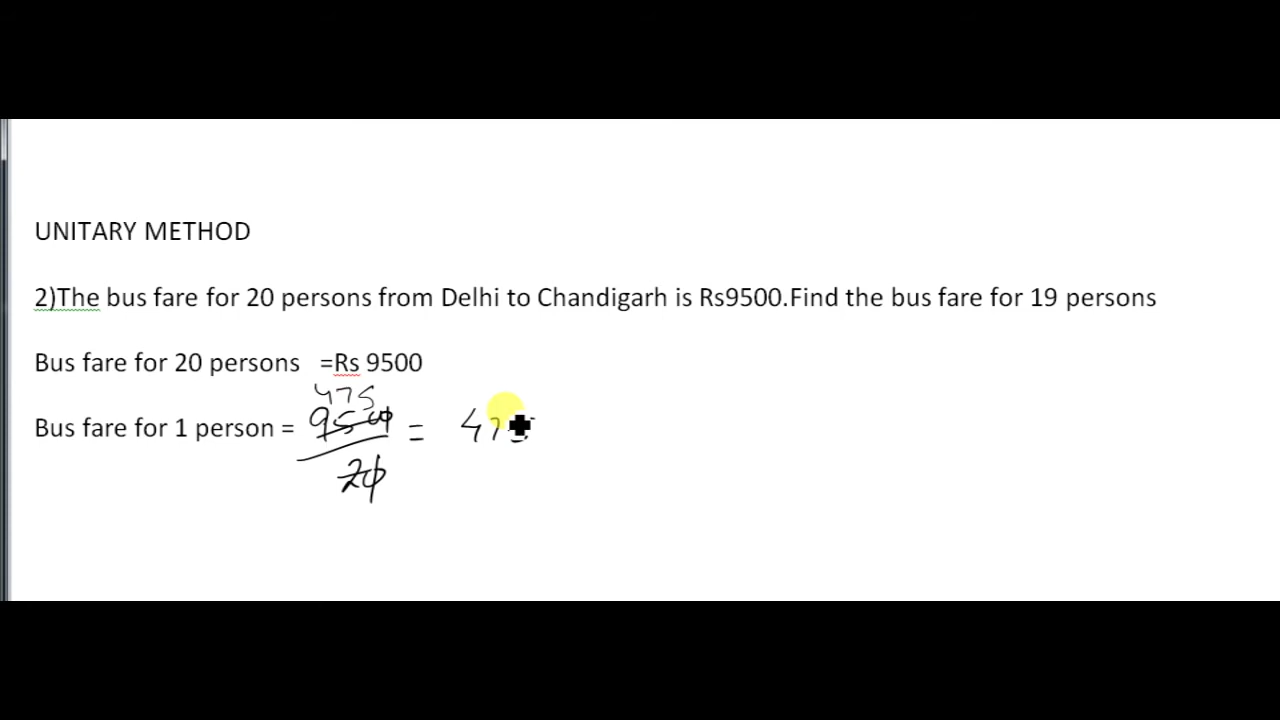 UNITARY METHOD
2)The bus fare for 20 persons from Delhi to Chandigarh is Rs9500.Find the bus fare for 19 persons
Bus fare for 20 persons =Rs 9500
475
Bus fare for 1 person = 9500 =
20